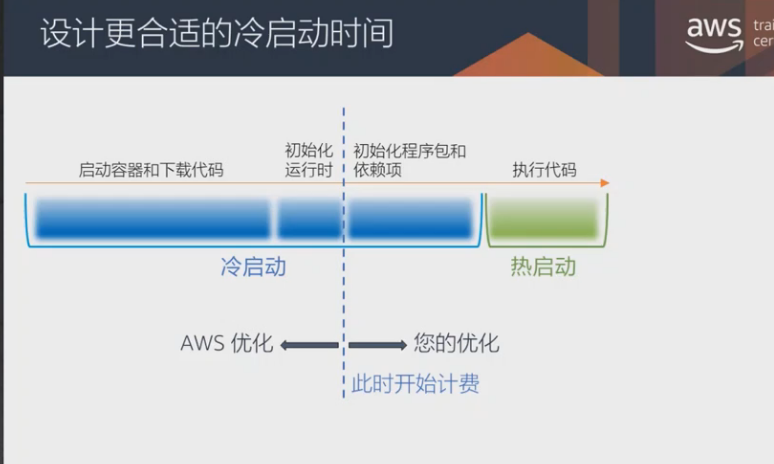 设计更合适的冷启动时间
aws
启动容器和下载代码
初始化
运行时
初始化程序包和
依赖项
执行代码
冷启动
热启动
AWS 优化
您的优化
此时开始计费